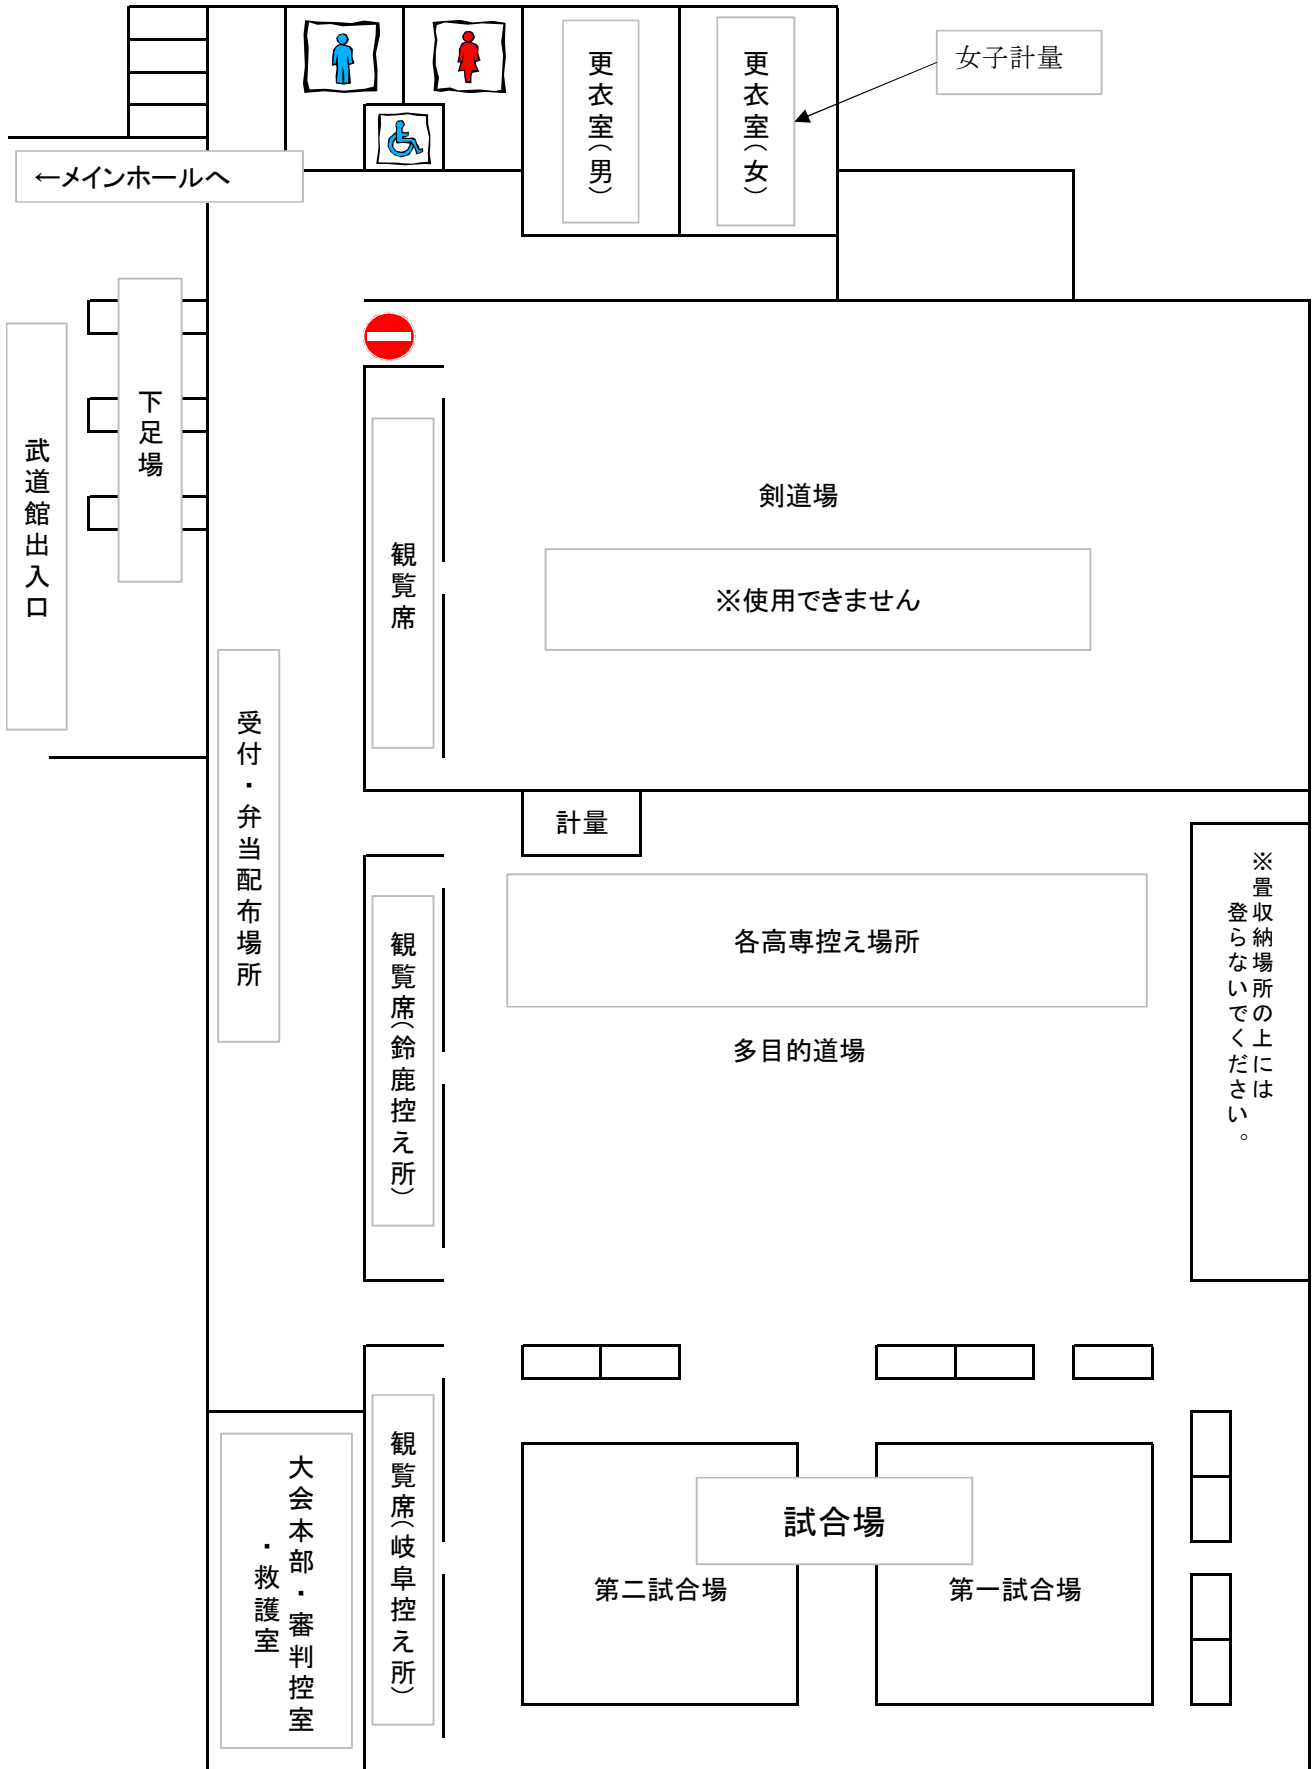 更衣室(男)
更衣室(女)
女子計量
←メインホールへ
下足場
武道館出入口
観覧席
剣道場
※使用できません
受付・弁当配布場所
計量
※畳収納場所の上には
登らないでください。
各高専控え場所
観覧席(鈴鹿控え所)
多目的道場
大会本部・審判控室
・救護室
観覧席(岐阜控え所)
試合場
第二試合場
第一試合場